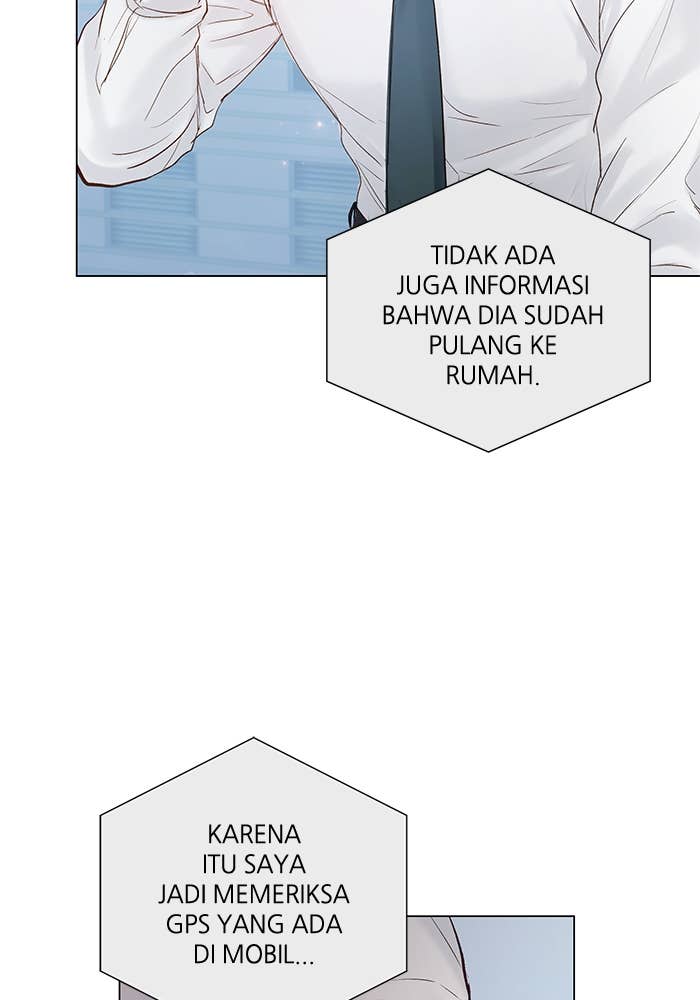 TIDAK ADA
JUGA INFORMASI
BAHWA DIA SUDAH
PULANG KE
RUMAH.
KARENA
ITU SAYA
JADI MEMERIKSA
GPS YANG ADA
DI MOBIL...